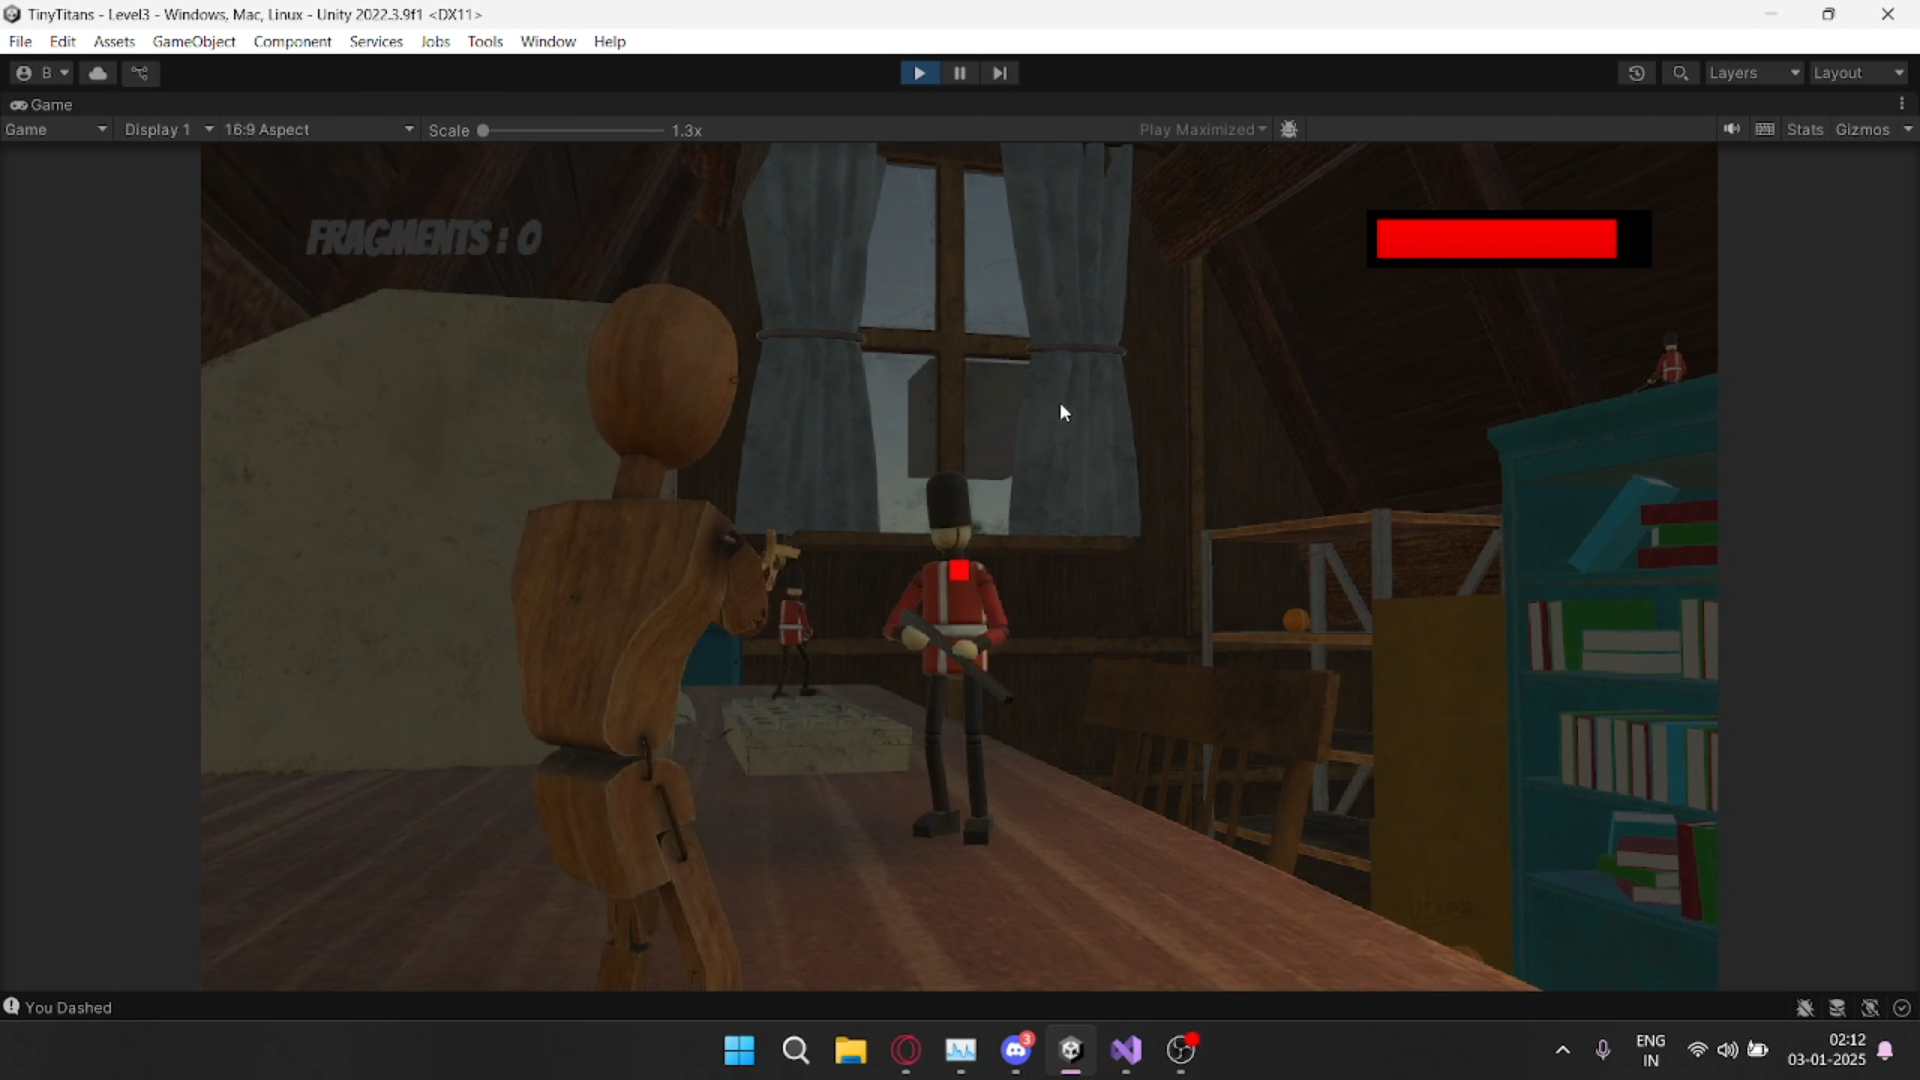 TinyTitans - Level3 - Windows, Mac, Linux - Unity 2022.3.9f1 <DX11>
File Edit Assets GameObject Component Services Jobs Tools Window Help
B Layers Layout
Game
Game Display 1 16:9 Aspect Scale 1.3x Play Maximized Stats Gizmos
FRAGMENTS : 0
You Dashed
3
ENG
IN
02:12
03-01-2025